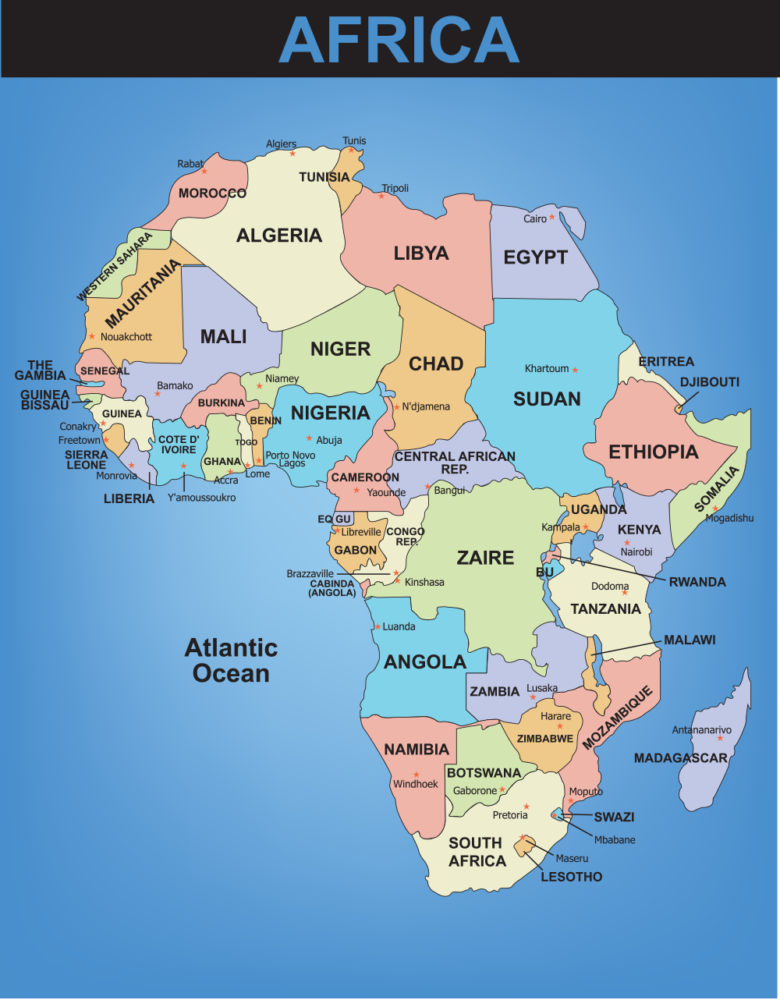 AFRICA
Tunis
Algiers
Rabat
TUNISIA
MOROCCO
Tripoli
Cairo
ALGERIA
LIBYA
EGYPT
WESTERN SAHARA
MAURITANIA
Nouakchott
MALI
NIGER
CHAD
Khartoum
SUDAN
ERITREA
DJIBOUTI
THE
GAMBIA
SENEGAL
GUINEA
BISSAU
Bamako
Niamey
BURKINA
NIGERIA
N'djamena
GUINEA
BENIN
Conakry
Freetown
COTE D'
IVOIRE
TOGO
Abuja
SIERRA
LEONE
GHANA
Porto Novo
Lagos
Monrovia
Accra
Lome
LIBERIA
Y'amoussoukro
CENTRAL AFRICAN
REP.
ETHIOPIA
CAMEROON
Yaounde
Bangui
SOMALIA
Mogadishu
EQ GU
Libreville
CONGO
REP.
GABON
UGANDA
Kampala
KENYA
Nairobi
ZAIRE
Brazzaville
Kinshasa
CABINDA
(ANGOLA)
BU
RWANDA
Dodoma
TANZANIA
Luanda
MALAWI
Atlantic
Ocean
ANGOLA
ZAMBIA
Lusaka
Harare
ZIMBABWE
MOZAMBIQUE
Antananarivo
MADAGASCAR
NAMIBIA
Windhoek
BOTSWANA
Gaborone
Moputo
Pretoria
SWAZI
Mbabane
SOUTH
AFRICA
Maseru
LESOTHO